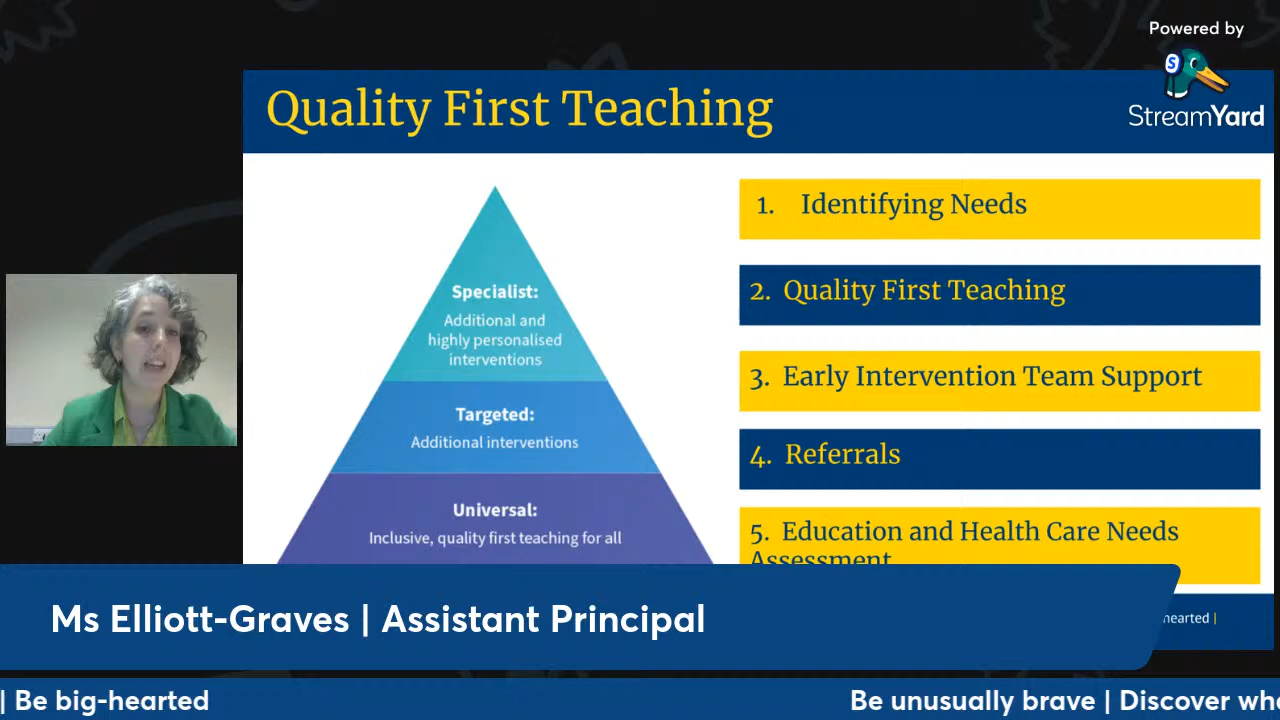 Powered by
StreamYard
Quality First Teaching
Specialist:
Additional and
highly personalised
interventions
Targeted:
Additional interventions
Universal:
Inclusive, quality first teaching for all
1. Identifying Needs
2. Quality First Teaching
3. Early Intervention Team Support
4. Referrals
5. Education and Health Care Needs
Assessment
Ms Elliott-Graves | Assistant Principal
hearted |
| Be big-hearted
Be unusually brave | Discover